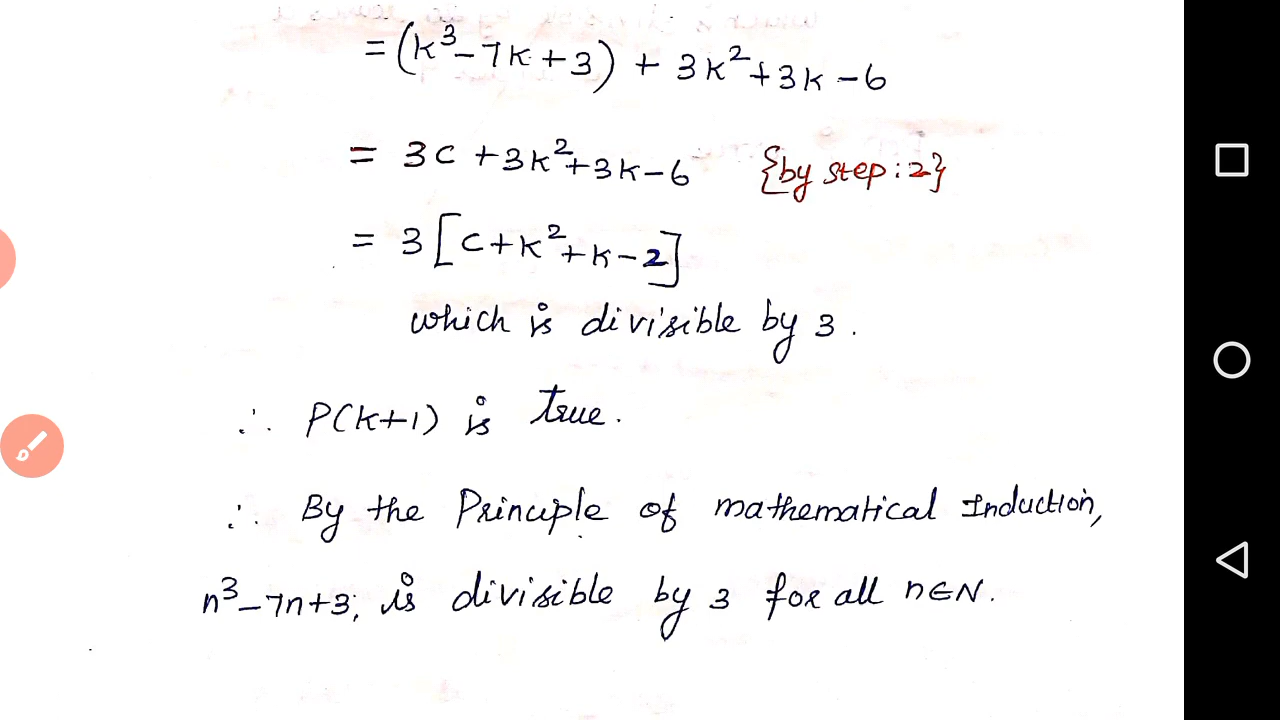 = (k³ - 7k + 3) + 3k² + 3k - 6
= 3c + 3k² + 3k - 6 {by step : 2}
= 3 [c + k² + k - 2]
which is divisible by 3.
∴ P(k+1) is true.
∴ By the Principle of mathematical Induction,
n³ - 7n + 3, is divisible by 3 for all n∈N.